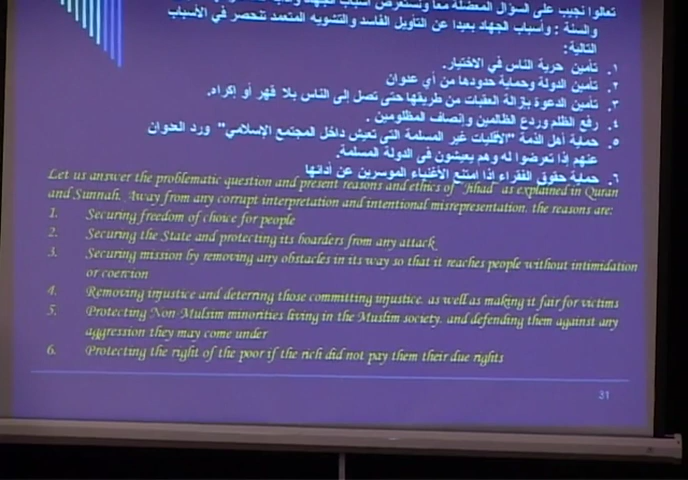 تعالوا نجيب على السؤال المعضلة معا ونستعرض أسباب الجهاد
والسنة : وأسباب الجهاد بعيدا عن التأويل الفاسد والتشويه المتعمد تنحصر في الأسباب
التالية:
١. تأمين حرية الناس في الاختيار.
٢. تأمين الدولة وحماية حدودها من أي عدوان
٣. تأمين الدعوة بإزالة العقبات من طريقها حتى تصل إلى الناس بلا قهر أو إكراه.
٤. رفع الظلم وردع الظالمين وإنصاف المظلومين .
٥. حماية أهل الذمة "الأقليات غير المسلمة التى تعيش داخل المجتمع الإسلامي" ورد العدوان
عنهم إذا تعرضوا له وهم يعيشون فى الدولة المسلمة.
٦. حماية حقوق الفقراء إذا امتنع الأغنياء الموسرين عن أدائها
Let us answer the problematic question and present reasons and ethics of "Jihad" as explained in Quran
and Sunnah. Away from any corrupt interpretation and intentional misrepresentation, the reasons are:
1. Securing freedom of choice for people
2. Securing the State and protecting its boarders from any attack
3. Securing mission by removing any obstacles in its way so that it reaches people without intimidation
or coercion
4. Removing injustice and deterring those committing injustice, as well as making it fair for victims
5. Protecting Non Mulsim minorities living in the Muslim society, and defending them against any
aggression they may come under
6. Protecting the right of the poor if the rich did not pay them their due rights
31